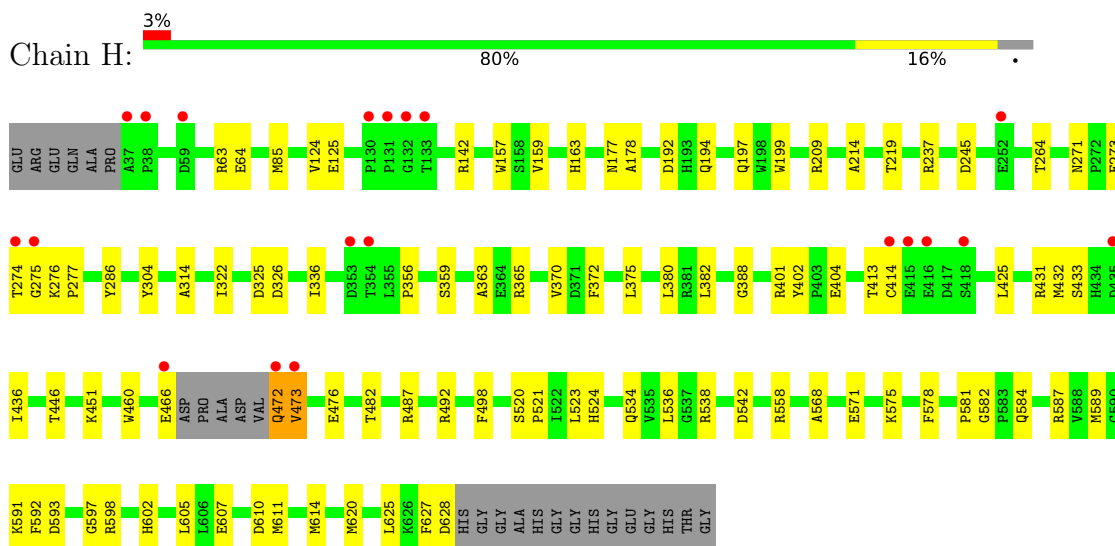 3%
Chain H:
80% 16% •
GLU ARG GLU GLN ALA PRO A37 P38 D59 R63 E64 M85 V124 E125 P130 P131 G132 T133 R142 W157 S158 V159 H163 N177 A178 D192 H193 Q194 Q197 W198 W199 R209 A214 T219 R237 D245 E252 T264 N271 P272 E273
T274 G275 K276 P277 Y286 Y304 A314 I322 D325 D326 I336 D353 T354 L355 P356 S359 A363 E364 R365 V370 D371 F372 L375 L380 R381 L382 G388 R401 Y402 P403 E404 T413 C414 E415 E416 D417 S418 L425 R431 M432 S433 H434 D435
I436 T446 K451 W460 E466 ASP PRO ALA ASP VAL Q472 V473 E476 T482 R487 R492 F498 S520 P521 I522 L523 H524 Q534 V535 L536 G537 R538 D542 R558 A568 E571 K575 F578 P581 G582 P583 Q584 R587 V588 M589 G590
K591 F592 D593 G597 R598 H602 L605 L606 E607 D610 M611 M614 M620 L625 K626 F627 D628 HIS GLY GLY ALA HIS GLY GLY HIS GLY GLU GLY HIS THR GLY